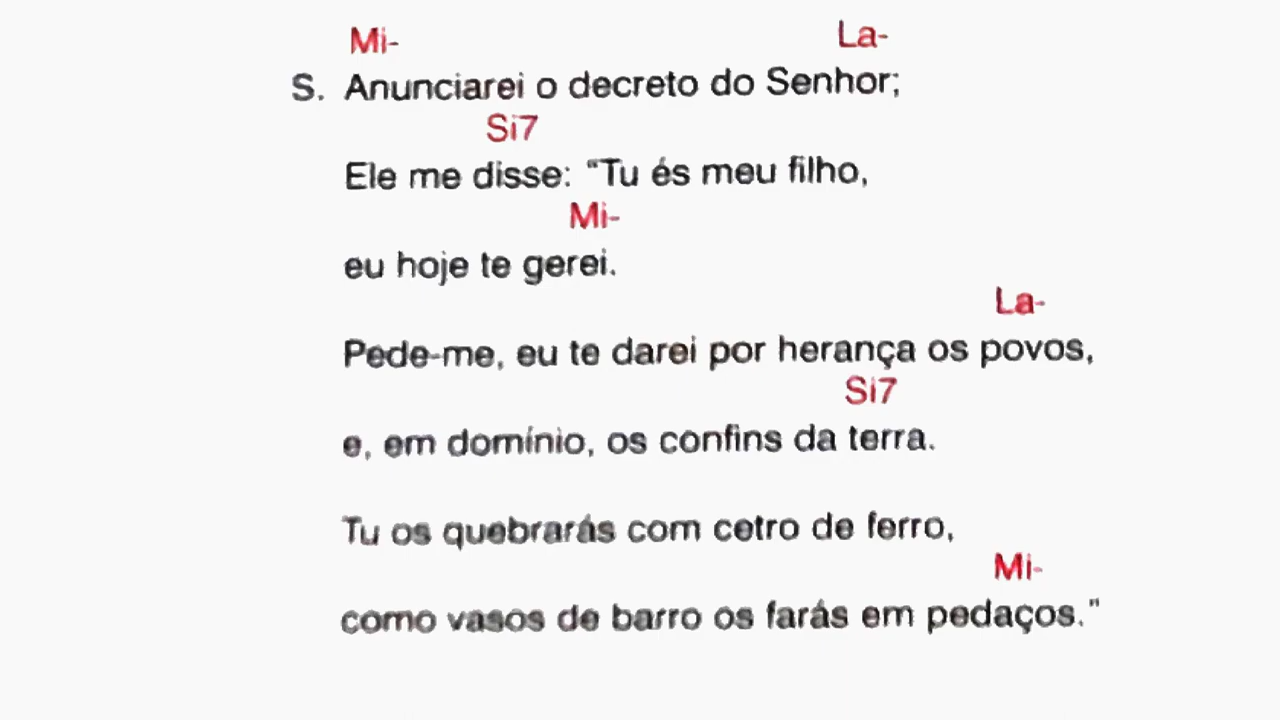 Mi- La-
S. Anunciarei o decreto do Senhor;
Si7
Ele me disse: “Tu és meu filho,
Mi-
eu hoje te gerei.
La-
Pede-me, eu te darei por herança os povos,
Si7
e, em domínio, os confins da terra.
Tu os quebrarás com cetro de ferro,
Mi-
como vasos de barro os farás em pedaços."